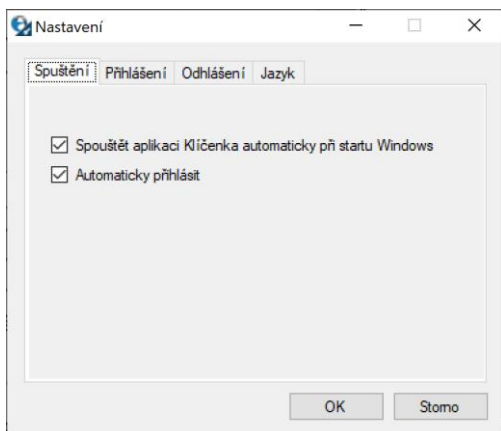 Nastavení
Spuštění Přihlášení Odhlášení Jazyk
Spouštět aplikaci Klíčenka automaticky při startu Windows
Automaticky přihlásit
OK Storno